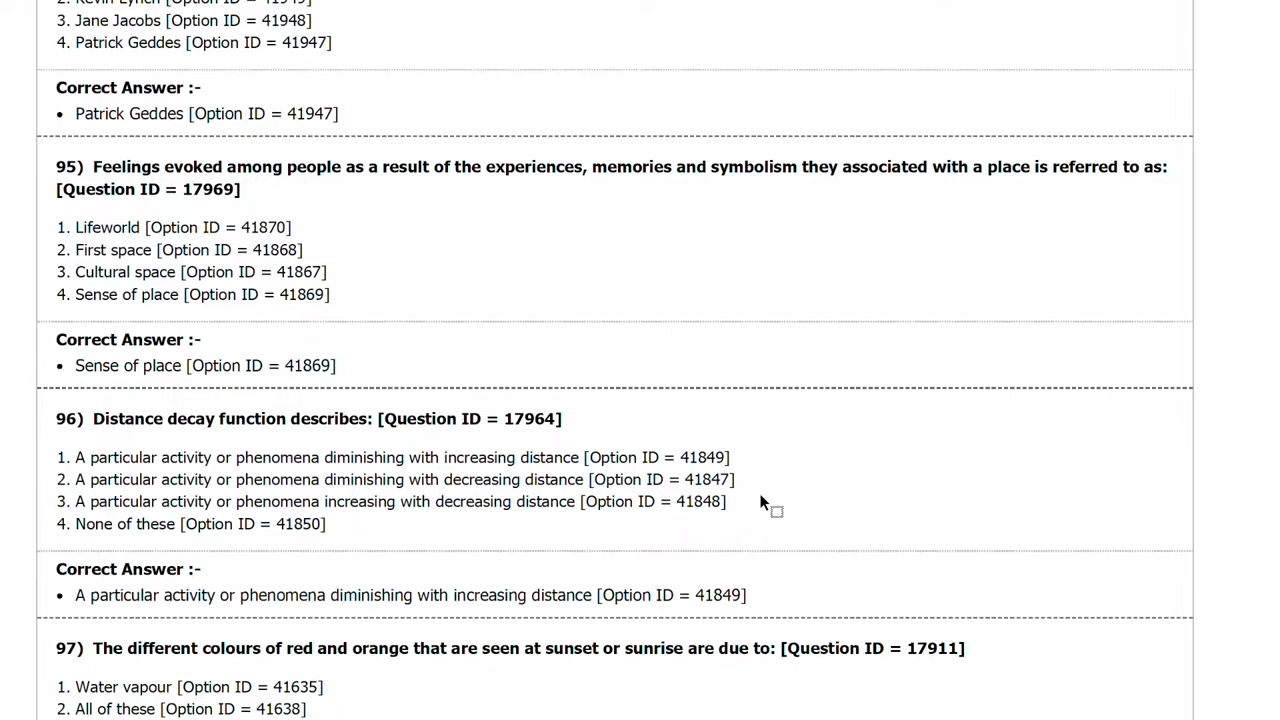 2. Kevin Lynch [Option ID = 41949]
3. Jane Jacobs [Option ID = 41948]
4. Patrick Geddes [Option ID = 41947]
Correct Answer :-
• Patrick Geddes [Option ID = 41947]
95) Feelings evoked among people as a result of the experiences, memories and symbolism they associated with a place is referred to as:
[Question ID = 17969]
1. Lifeworld [Option ID = 41870]
2. First space [Option ID = 41868]
3. Cultural space [Option ID = 41867]
4. Sense of place [Option ID = 41869]
Correct Answer :-
• Sense of place [Option ID = 41869]
96) Distance decay function describes: [Question ID = 17964]
1. A particular activity or phenomena diminishing with increasing distance [Option ID = 41849]
2. A particular activity or phenomena diminishing with decreasing distance [Option ID = 41847]
3. A particular activity or phenomena increasing with decreasing distance [Option ID = 41848]
4. None of these [Option ID = 41850]
Correct Answer :-
• A particular activity or phenomena diminishing with increasing distance [Option ID = 41849]
97) The different colours of red and orange that are seen at sunset or sunrise are due to: [Question ID = 17911]
1. Water vapour [Option ID = 41635]
2. All of these [Option ID = 41638]